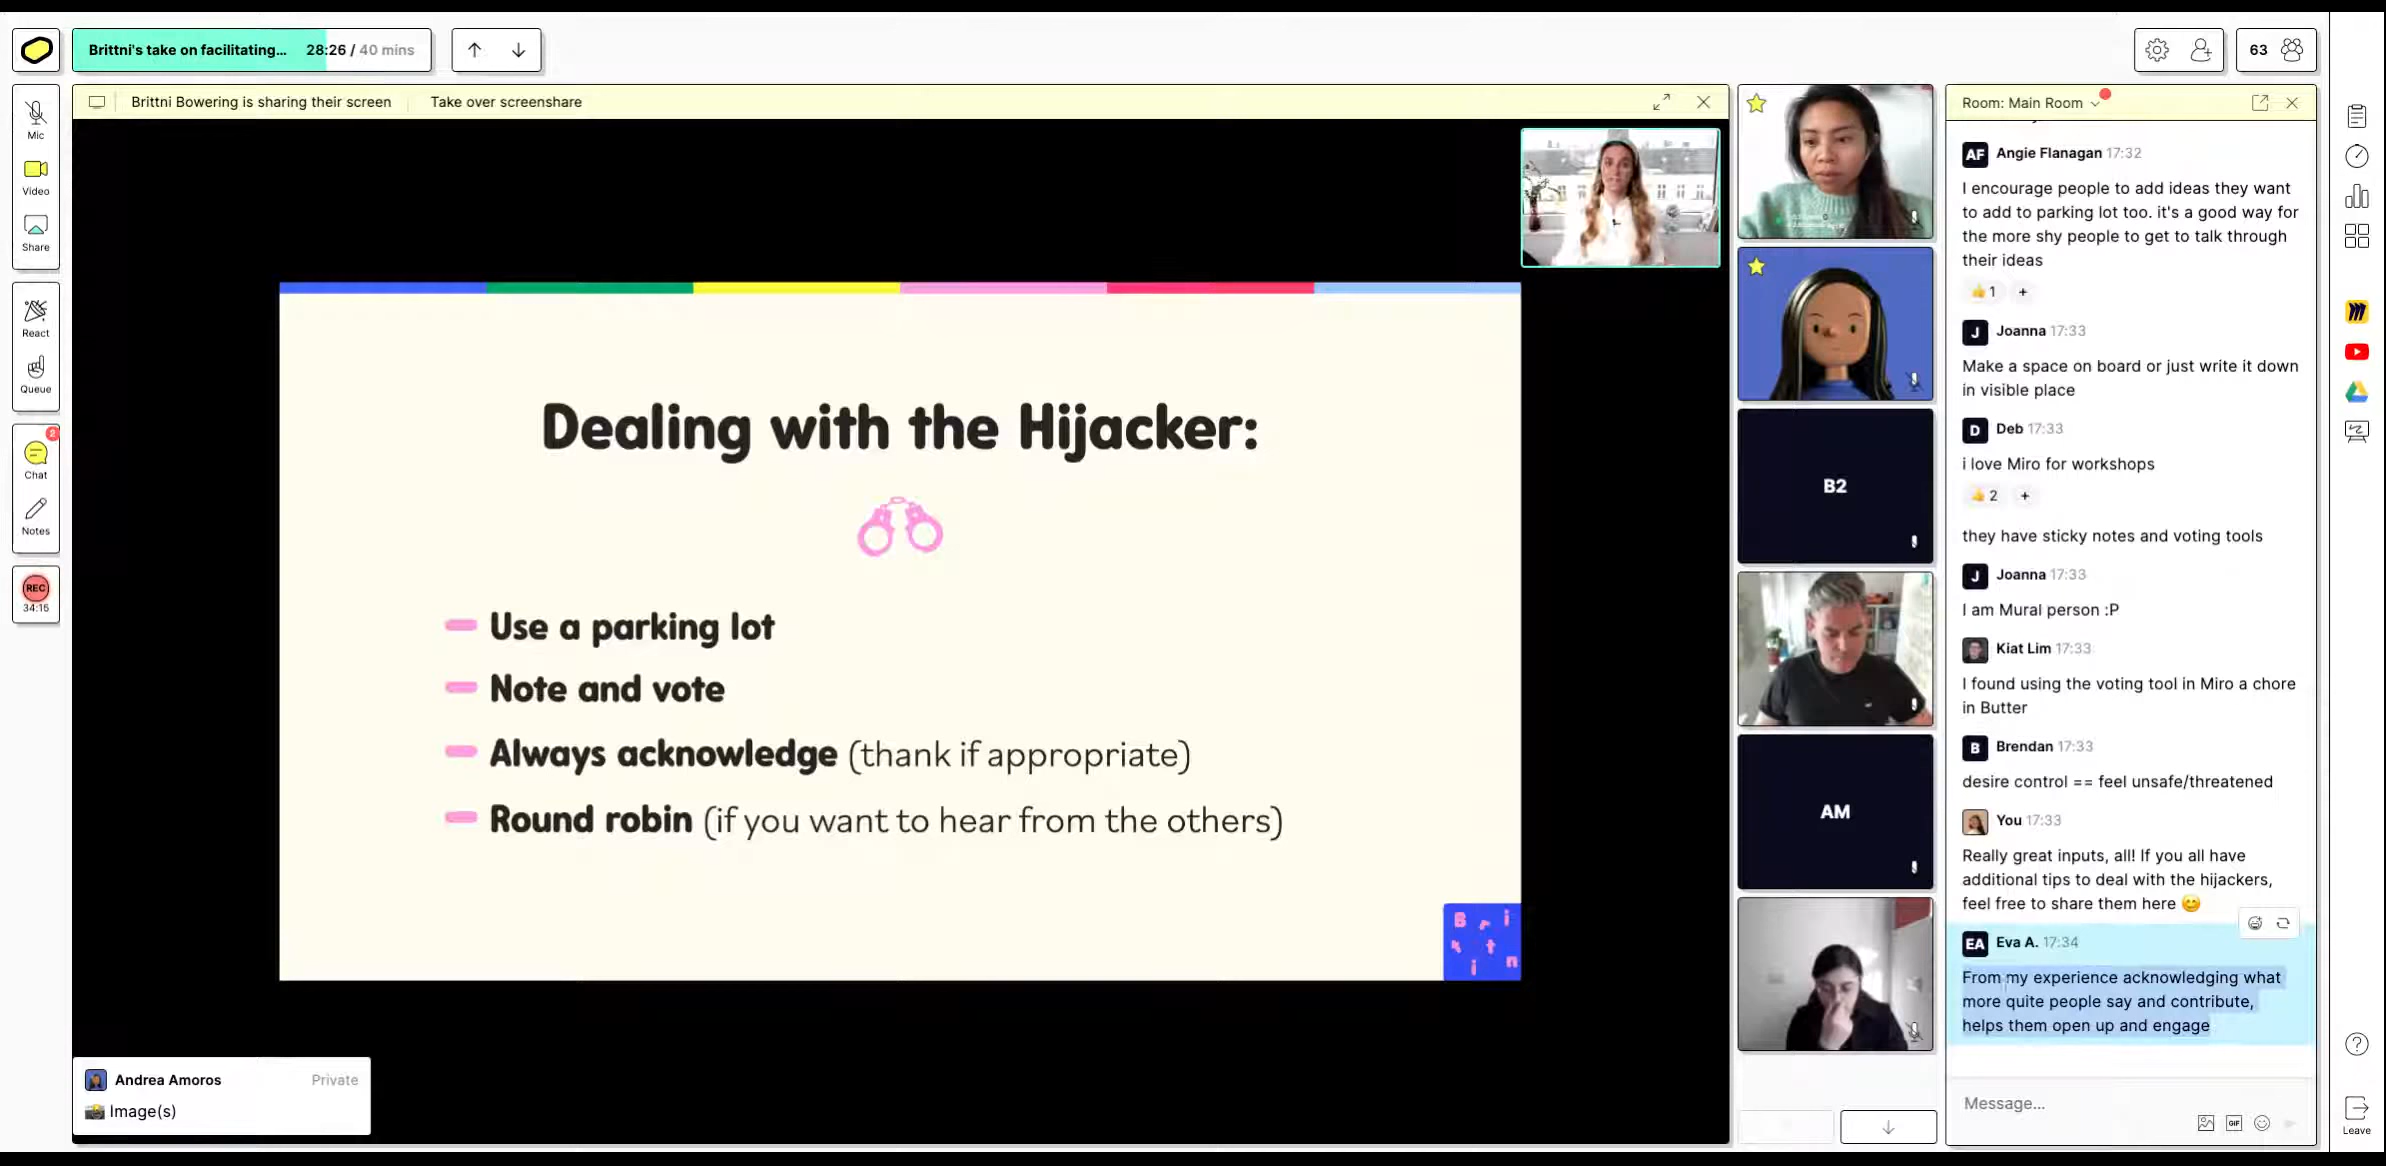 Brittni's take on facilitating... 28:26 / 40 mins
63
Mic
Video
Share
React
Queue
2
Chat
Notes
REC
34:15
Brittni Bowering is sharing their screen
Take over screenshare
Dealing with the Hijacker:
Use a parking lot
Note and vote
Always acknowledge (thank if appropriate)
Round robin (if you want to hear from the others)
B r i
t t
i n
Andrea Amoros Private
Image(s)
B2
AM
Room: Main Room
AF Angie Flanagan 17:32
I encourage people to add ideas they want
to add to parking lot too. it's a good way for
the more shy people to get to talk through
their ideas
1 +
J Joanna 17:33
Make a space on board or just write it down
in visible place
D Deb 17:33
i love Miro for workshops
2 +
they have sticky notes and voting tools
J Joanna 17:33
I am Mural person :P
Kiat Lim 17:33
I found using the voting tool in Miro a chore
in Butter
B Brendan 17:33
desire control == feel unsafe/threatened
You 17:33
Really great inputs, all! If you all have
additional tips to deal with the hijackers,
feel free to share them here 😊
EA Eva A. 17:34
From my experience acknowledging what
more quite people say and contribute,
helps them open up and engage
Message...
GIF
Leave